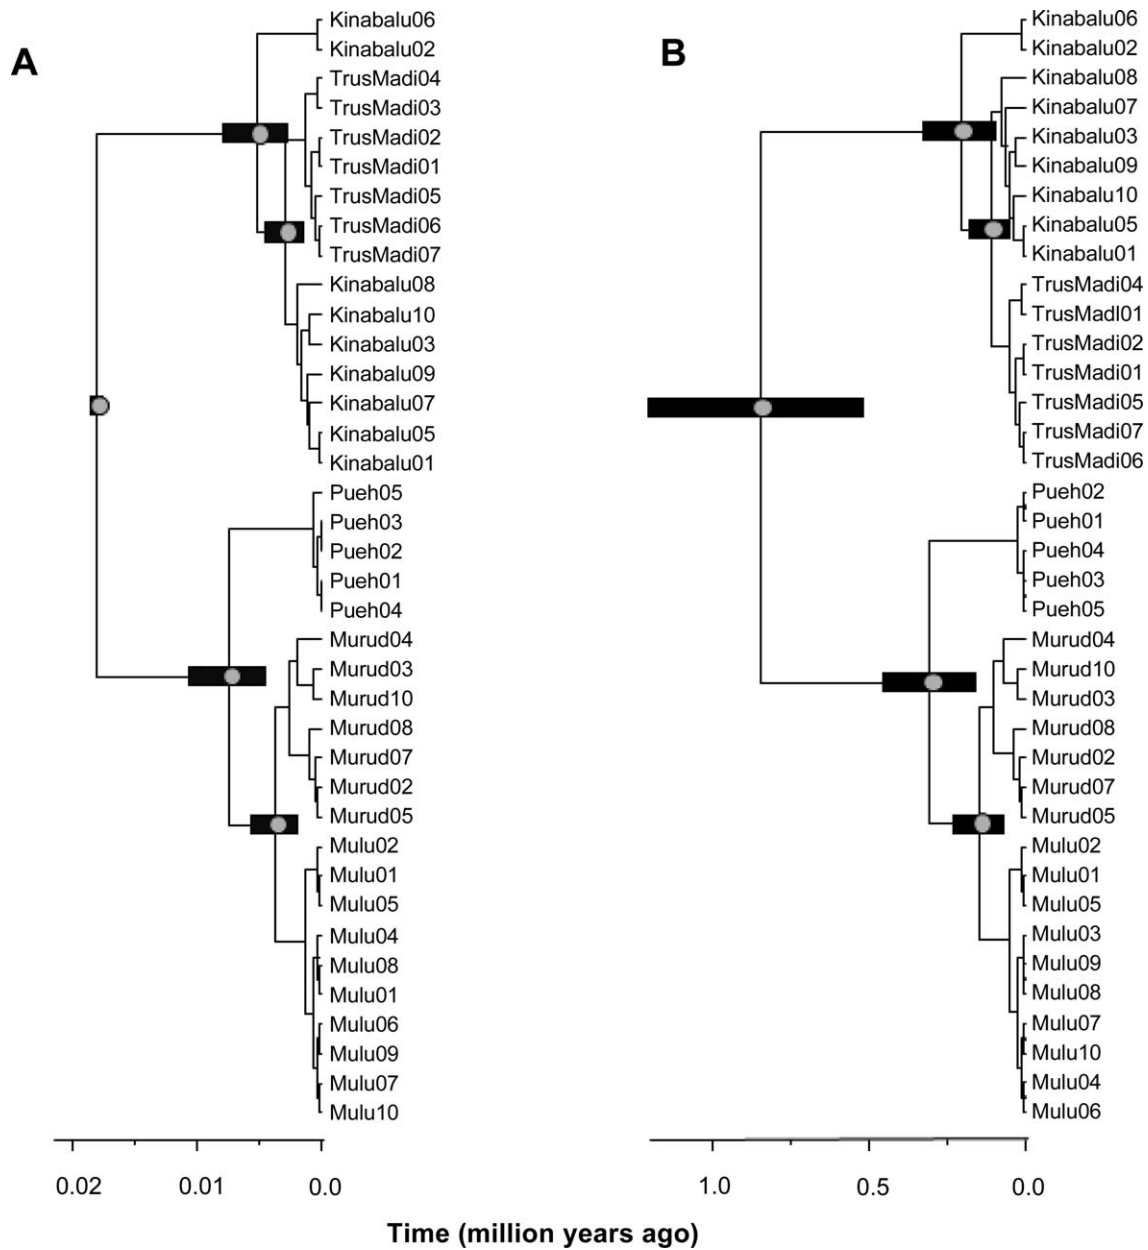 A
Kinabalu06
Kinabalu02
TrusMadi04
TrusMadi03
TrusMadi02
TrusMadi01
TrusMadi05
TrusMadi06
TrusMadi07
Kinabalu08
Kinabalu10
Kinabalu03
Kinabalu09
Kinabalu07
Kinabalu05
Kinabalu01
Pueh05
Pueh03
Pueh02
Pueh01
Pueh04
Murud04
Murud03
Murud10
Murud08
Murud07
Murud02
Murud05
Mulu02
Mulu01
Mulu05
Mulu04
Mulu08
Mulu01
Mulu06
Mulu09
Mulu07
Mulu10
0.02 0.01 0.0
B
Kinabalu06
Kinabalu02
Kinabalu08
Kinabalu07
Kinabalu03
Kinabalu09
Kinabalu10
Kinabalu05
Kinabalu01
TrusMadi04
TrusMadl01
TrusMadi02
TrusMadi01
TrusMadi05
TrusMadi07
TrusMadi06
Pueh02
Pueh01
Pueh04
Pueh03
Pueh05
Murud04
Murud10
Murud03
Murud08
Murud02
Murud07
Murud05
Mulu02
Mulu01
Mulu05
Mulu03
Mulu09
Mulu08
Mulu07
Mulu10
Mulu04
Mulu06
1.0 0.5 0.0
Time (million years ago)